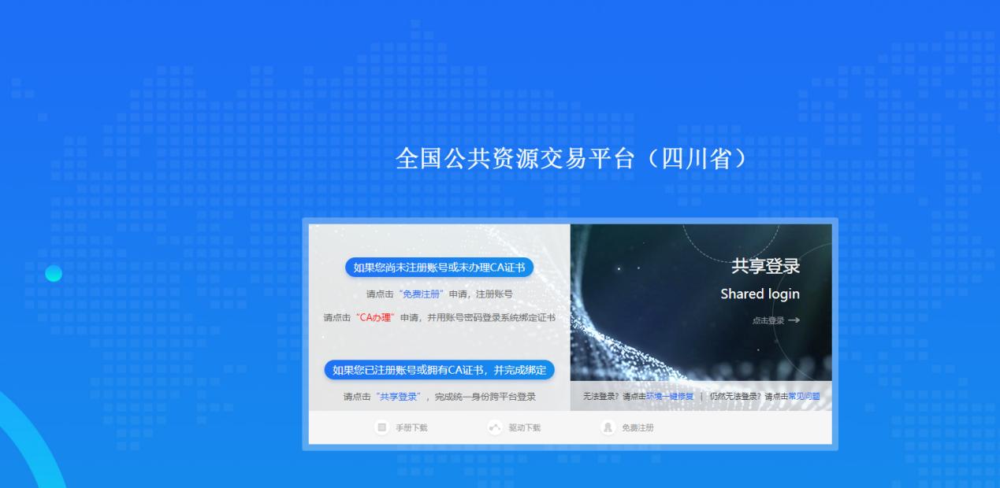 全国公共资源交易平台（四川省）
如果您尚未注册账号或未办理CA证书
请点击“免费注册”申请，注册账号
请点击“CA办理”申请，并用账号密码登录系统绑定证书
如果您已注册账号或拥有CA证书，并完成绑定
请点击“共享登录”，完成统一身份跨平台登录
共享登录
Shared login
点击登录 →
无法登录？请点击环境一键修复 | 仍然无法登录？请点击常见问题
手册下载 驱动下载 免费注册